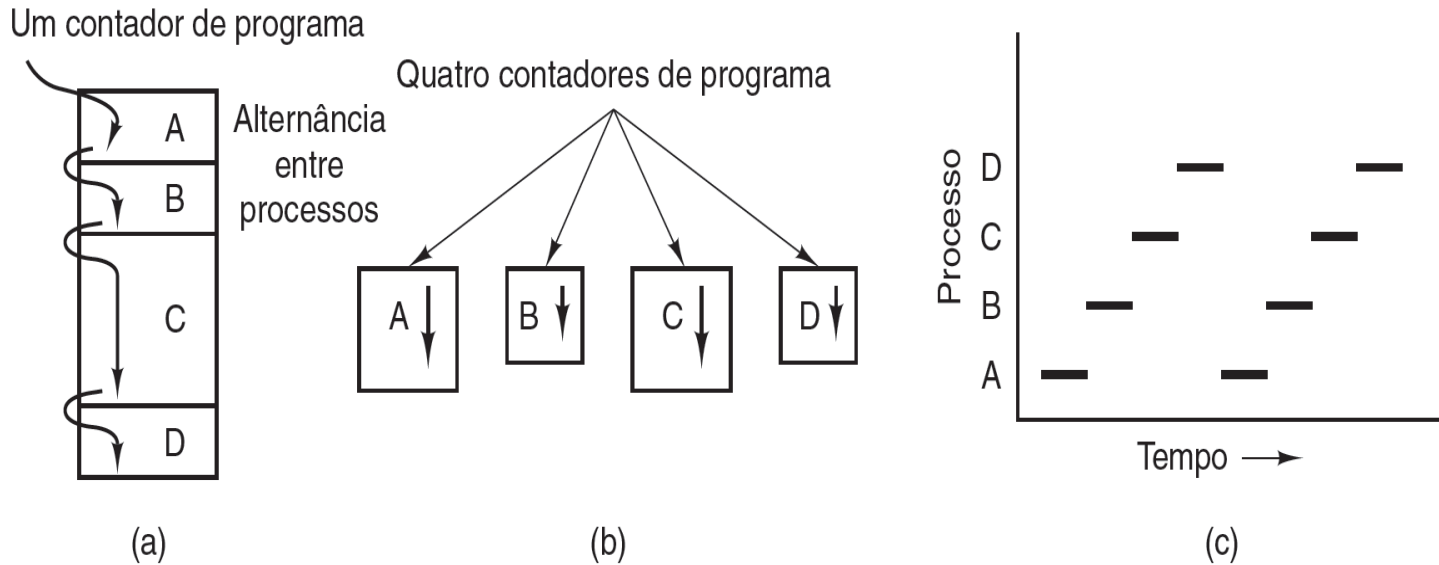 Um contador de programa
A
B
C
D
Alternância
entre
processos
(a)
Quatro contadores de programa
A
B
C
D
(b)
Processo
D
C
B
A
Tempo
(c)